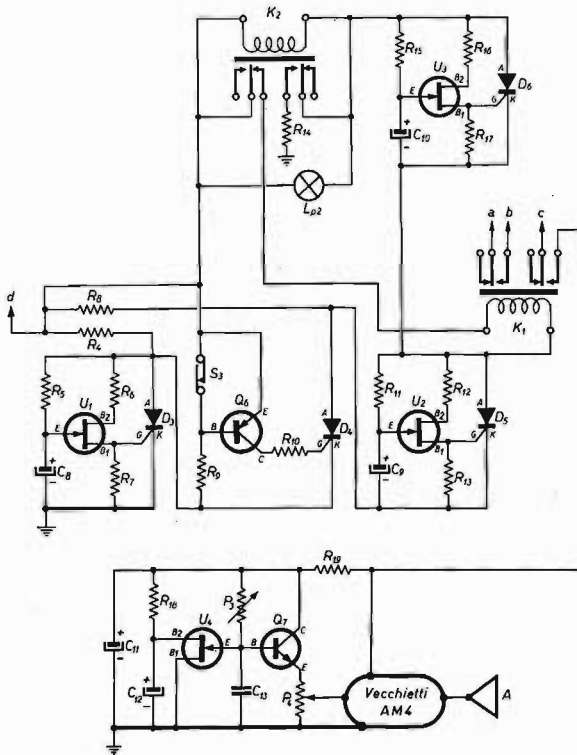 K2
R15
R16
U3
B2
A
D6
E
B1
G
K
C10
+
-
R17
R14
Lp2
a
b
c
K1
d
R8
R4
S3
R5
R6
U1
B2
A
D3
E
B1
G
K
C8
+
-
R7
Q6
E
B
C
R10
R9
A
D4
G
K
R11
R12
U2
B2
A
D5
E
B1
G
K
C9
+
-
R13
R19
R18
U4
B2
B1
E
P3
Q7
B
C
E
C11
+
-
C12
+
-
C13
P4
Vecchietti
AM4
A